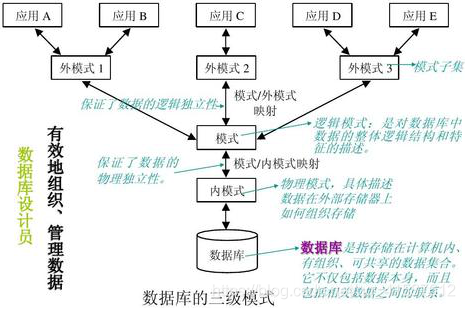 应用 A
应用 B
应用 C
应用 D
应用 E
外模式 1
外模式 2
外模式 3
模式子集
保证了数据的逻辑独立性。
模式/外模式
映射
模式
逻辑模式：是对数据库中
数据的整体逻辑结构和特
征的描述。
保证了数据的
物理独立性。
模式/内模式映射
内模式
物理模式，具体描述
数据在外部存储器上
如何组织存储
数据库设计员
有效地组织、管理数据
数据库
数据库是指存储在计算机内、
有组织、可共享的数据集合。
它不仅包括数据本身，而且
包括相关数据之间的联系。
数据库的三级模式